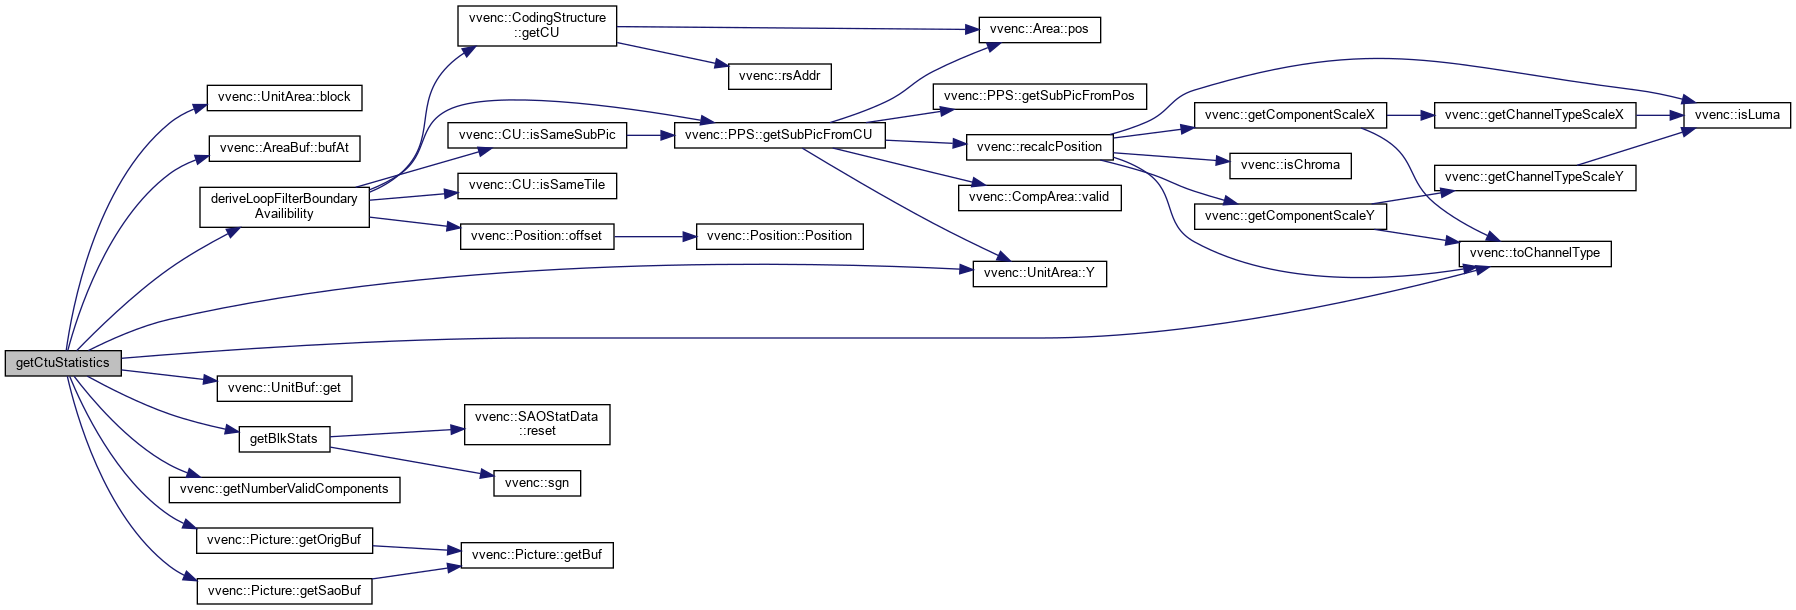 getCtuStatistics
vvenc::UnitArea::block
vvenc::AreaBuf::bufAt
deriveLoopFilterBoundary
Availibility
vvenc::UnitBuf::get
getBlkStats
vvenc::getNumberValidComponents
vvenc::Picture::getOrigBuf
vvenc::Picture::getSaoBuf
vvenc::CodingStructure
::getCU
vvenc::CU::isSameSubPic
vvenc::CU::isSameTile
vvenc::Position::offset
vvenc::SAOStatData
::reset
vvenc::sgn
vvenc::Picture::getBuf
vvenc::rsAddr
vvenc::PPS::getSubPicFromCU
vvenc::Position::Position
vvenc::Area::pos
vvenc::PPS::getSubPicFromPos
vvenc::recalcPosition
vvenc::CompArea::valid
vvenc::UnitArea::Y
vvenc::getComponentScaleX
vvenc::isChroma
vvenc::getComponentScaleY
vvenc::getChannelTypeScaleX
vvenc::getChannelTypeScaleY
vvenc::toChannelType
vvenc::isLuma